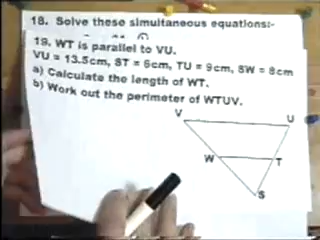 18. Solve these simultaneous equations:-
19. WT is parallel to VU.
VU = 13.5cm, ST = 6cm, TU = 9cm, SW = 8cm
a) Calculate the length of WT.
b) Work out the perimeter of WTUV.
V
U
W
T
S